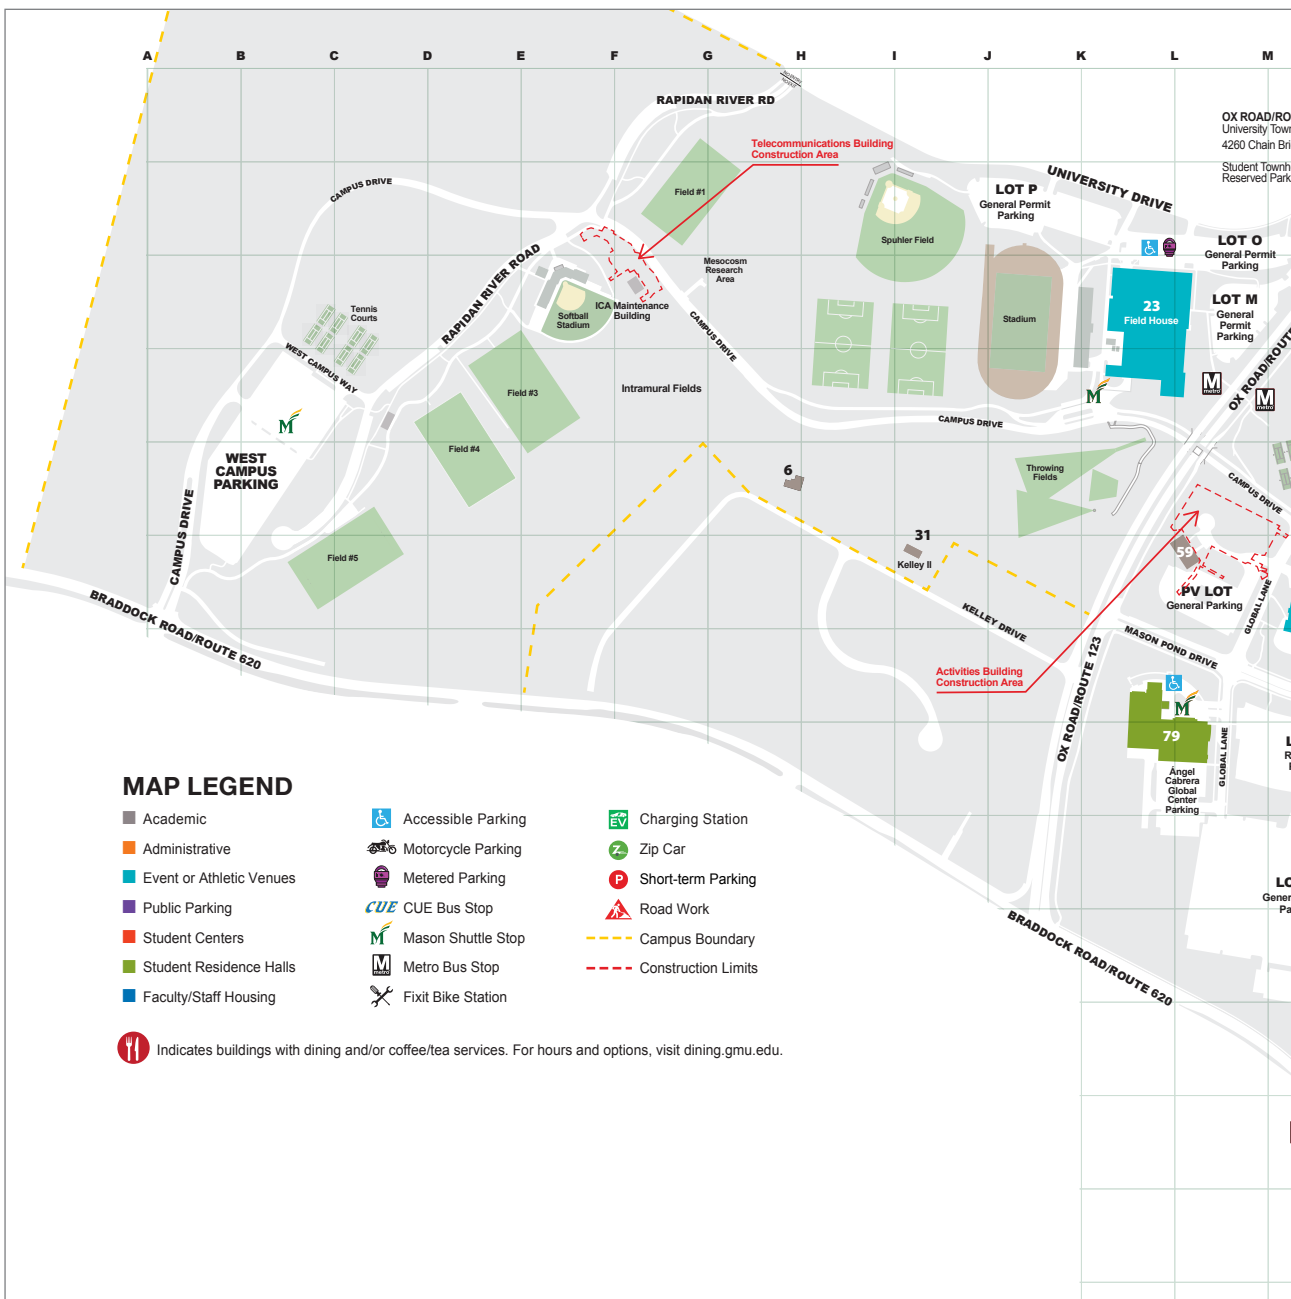 A B C D E F G H I J K L M
RAPIDAN RIVER RD
OX ROAD/RO
University Town
4260 Chain Bri
Student Townh
Reserved Park
Telecommunications Building
Construction Area
CAMPUS DRIVE
Field #1
LOT P
General Permit
Parking
UNIVERSITY DRIVE
Spuhler Field
LOT O
General Permit
Parking
RAPIDAN RIVER ROAD
Mesocosm
Research
Area
Tennis
Courts
Softball
Stadium
ICA Maintenance
Building
CAMPUS DRIVE
Stadium
23
Field House
LOT M
General
Permit
Parking
OX ROAD/ROUTE
WEST CAMPUS WAY
Field #3
Intramural Fields
M
M
metro
M
metro
M
CAMPUS DRIVE
Field #4
WEST
CAMPUS
PARKING
6
Throwing
Fields
CAMPUS DRIVE
CAMPUS DRIVE
31
Kelley II
Field #5
59
PV LOT
General Parking
GLOBAL LANE
BRADDOCK ROAD/ROUTE 620
KELLEY DRIVE
MASON POND DRIVE
Activities Building
Construction Area
OX ROAD/ROUTE 123
M
79
GLOBAL LANE
L
R
Ángel
Cabrera
Global
Center
Parking
LO
Gener
Pa
BRADDOCK ROAD/ROUTE 620
MAP LEGEND
Academic
Administrative
Event or Athletic Venues
Public Parking
Student Centers
Student Residence Halls
Faculty/Staff Housing
Accessible Parking
Motorcycle Parking
Metered Parking
CUE CUE Bus Stop
M Mason Shuttle Stop
M metro Metro Bus Stop
Fixit Bike Station
EV Charging Station
Z Zip Car
P Short-term Parking
Road Work
Campus Boundary
Construction Limits
Indicates buildings with dining and/or coffee/tea services. For hours and options, visit dining.gmu.edu.